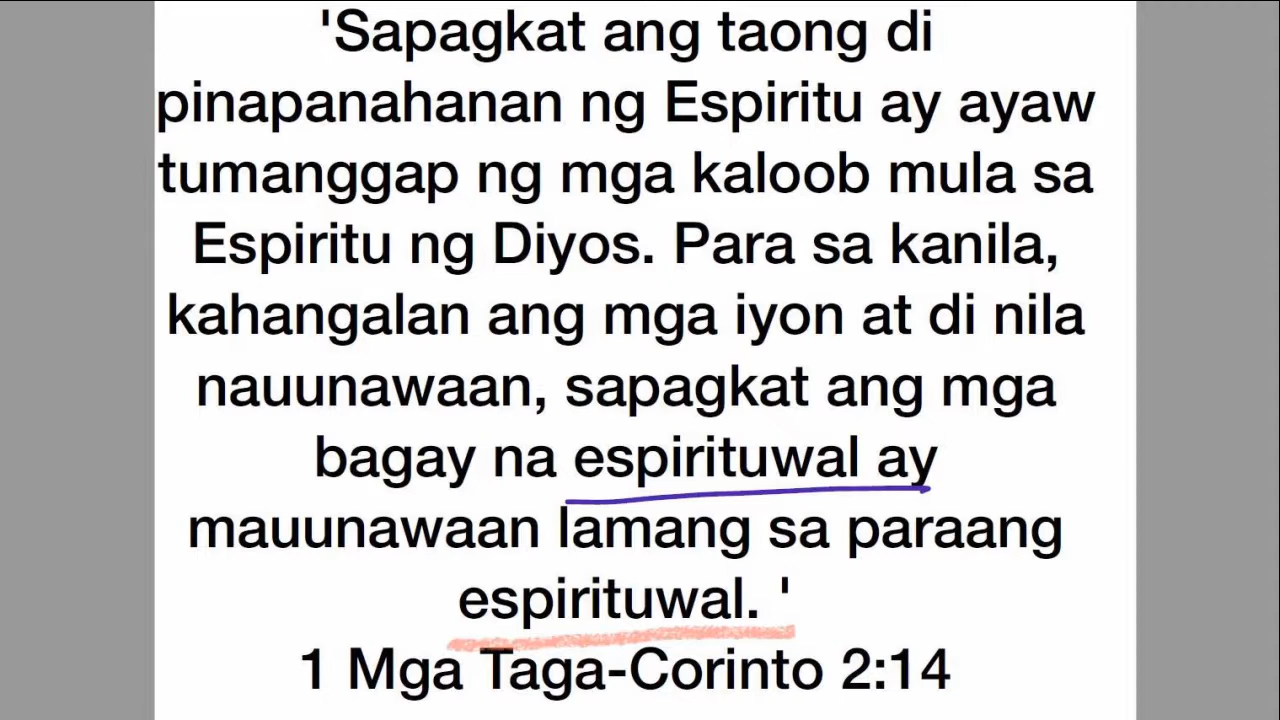 'Sapagkat ang taong di
pinapanahanan ng Espiritu ay ayaw
tumanggap ng mga kaloob mula sa
Espiritu ng Diyos. Para sa kanila,
kahangalan ang mga iyon at di nila
nauunawaan, sapagkat ang mga
bagay na espirituwal ay
mauunawaan lamang sa paraang
espirituwal. '
1 Mga Taga-Corinto 2:14